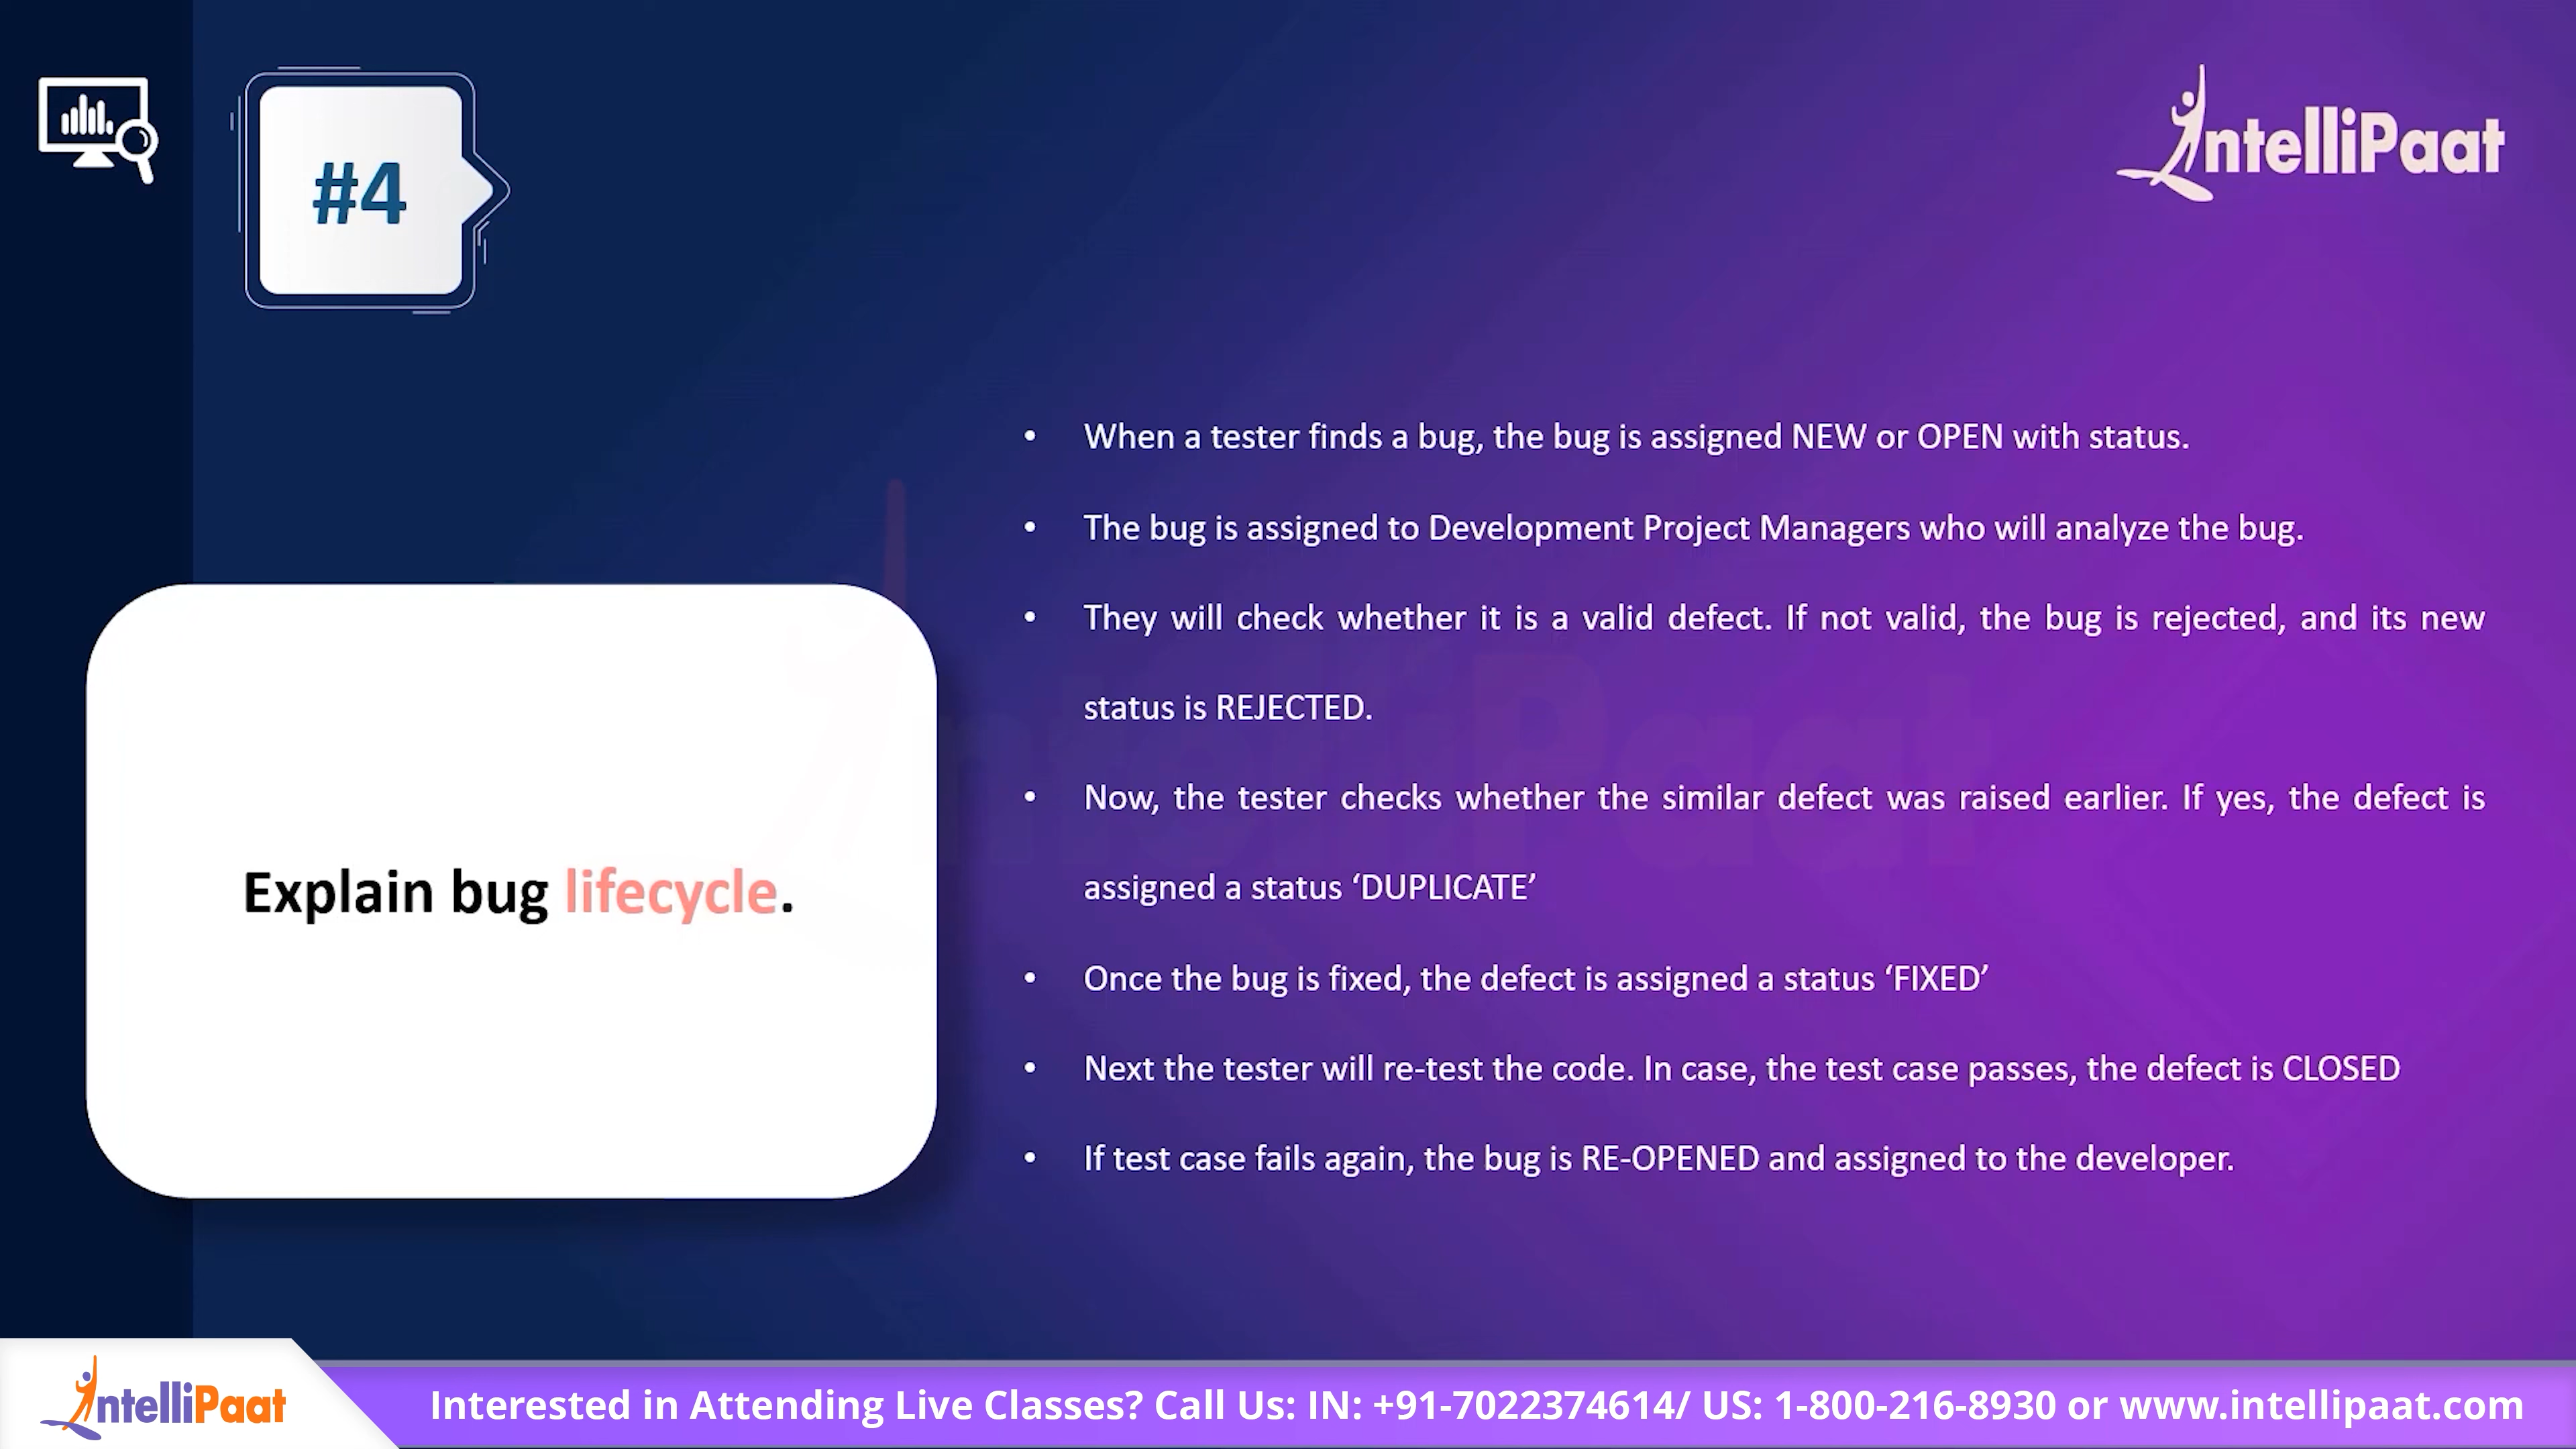 #4
IntelliPaat
Explain bug lifecycle.
• When a tester finds a bug, the bug is assigned NEW or OPEN with status.
• The bug is assigned to Development Project Managers who will analyze the bug.
• They will check whether it is a valid defect. If not valid, the bug is rejected, and its new
status is REJECTED.
• Now, the tester checks whether the similar defect was raised earlier. If yes, the defect is
assigned a status ‘DUPLICATE’
• Once the bug is fixed, the defect is assigned a status ‘FIXED’
• Next the tester will re-test the code. In case, the test case passes, the defect is CLOSED
• If test case fails again, the bug is RE-OPENED and assigned to the developer.
IntelliPaat
IntelliPaat
Interested in Attending Live Classes? Call Us: IN: +91-7022374614/ US: 1-800-216-8930 or www.intellipaat.com